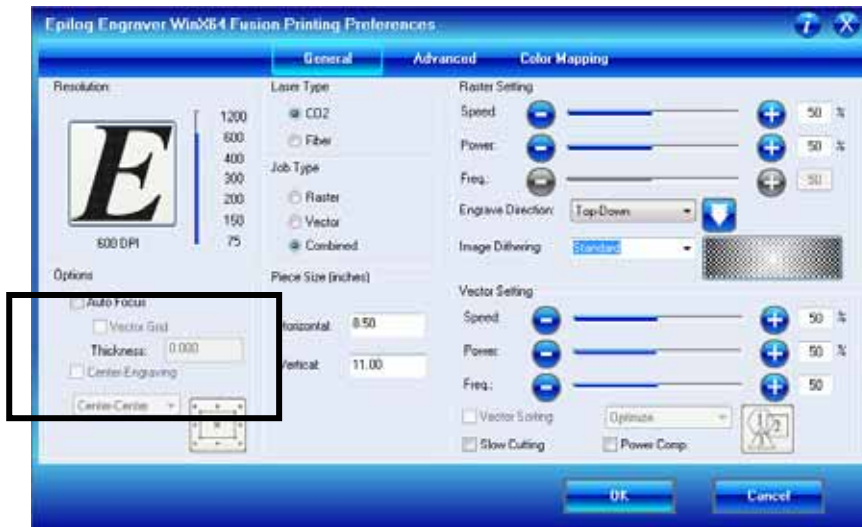 Epilog Engraver WinX64 Fusion Printing Preferences
General Advanced Color Mapping
Resolution:
E
1200
600
400
300
200
150
75
600 DPI
Options
Auto Focus
Vector Grid
Thickness: 0.000
Center-Engraving
Center-Center
Laser Type
CO2
Fiber
Job Type
Raster
Vector
Combined
Piece Size (inches)
Horizontal: 8.50
Vertical: 11.00
Raster Setting
Speed: 50 %
Power: 50 %
Freq.: 50
Engrave Direction: Top-Down
Image Dithering: Standard
Vector Setting
Speed: 50 %
Power: 50 %
Freq.: 50
Vector Sorting Optimize
1 2
Slow Cutting Power Comp.
OK Cancel